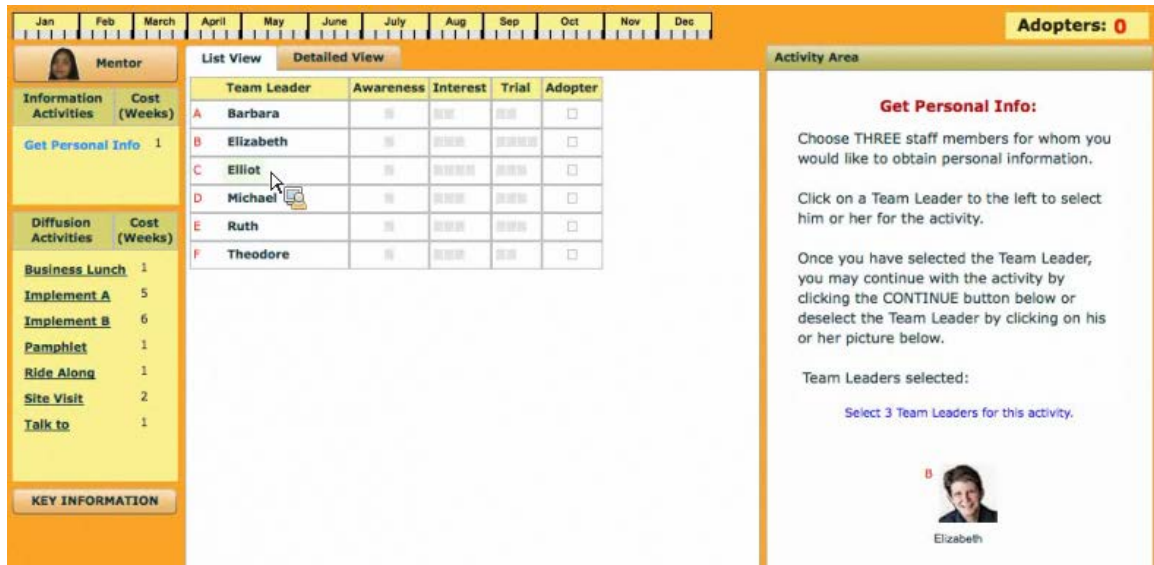 Jan Feb March April May June July Aug Sep Oct Nov Dec
Adopters: 0
Mentor
Information Activities Cost (Weeks)
Get Personal Info 1
Diffusion Activities Cost (Weeks)
Business Lunch 1
Implement A 5
Implement B 6
Pamphlet 1
Ride Along 1
Site Visit 2
Talk to 1
KEY INFORMATION
List View Detailed View
Team Leader Awareness Interest Trial Adopter
A Barbara
B Elizabeth
C Elliot
D Michael
E Ruth
F Theodore
Activity Area
Get Personal Info:
Choose THREE staff members for whom you
would like to obtain personal information.
Click on a Team Leader to the left to select
him or her for the activity.
Once you have selected the Team Leader,
you may continue with the activity by
clicking the CONTINUE button below or
deselect the Team Leader by clicking on his
or her picture below.
Team Leaders selected:
Select 3 Team Leaders for this activity.
B
Elizabeth